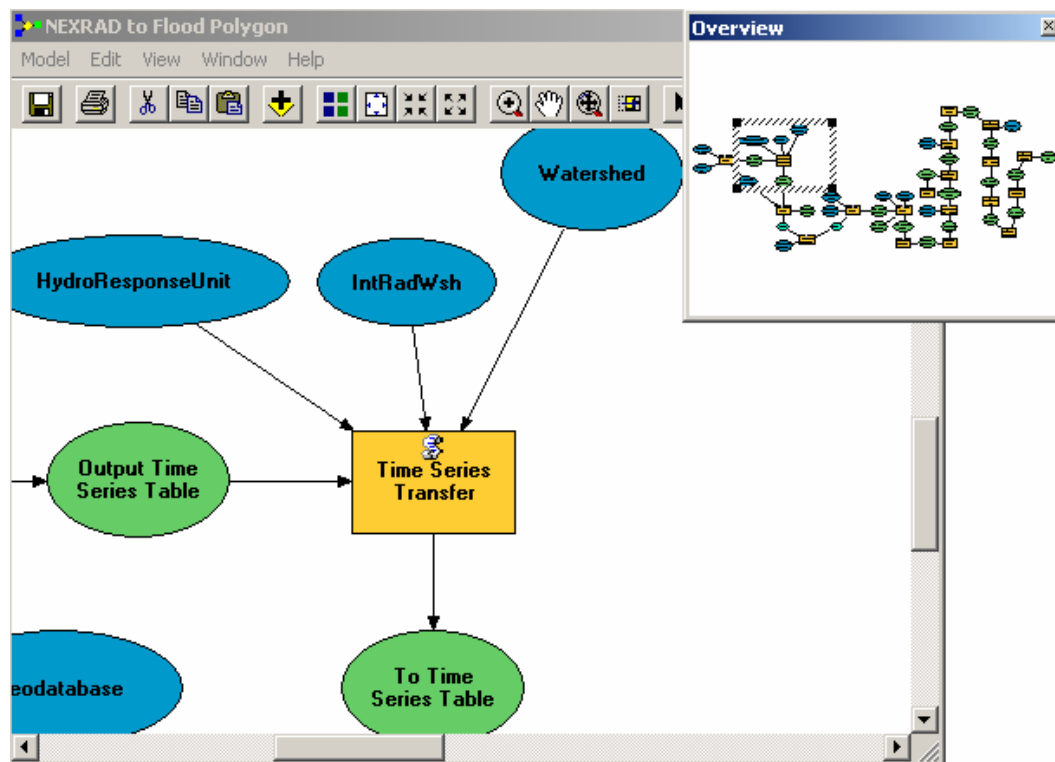 NEXRAD to Flood Polygon
Overview
Model Edit View Window Help
Watershed
HydroResponseUnit
IntRadWsh
Output Time
Series Table
Time Series
Transfer
eodatabase
To Time
Series Table